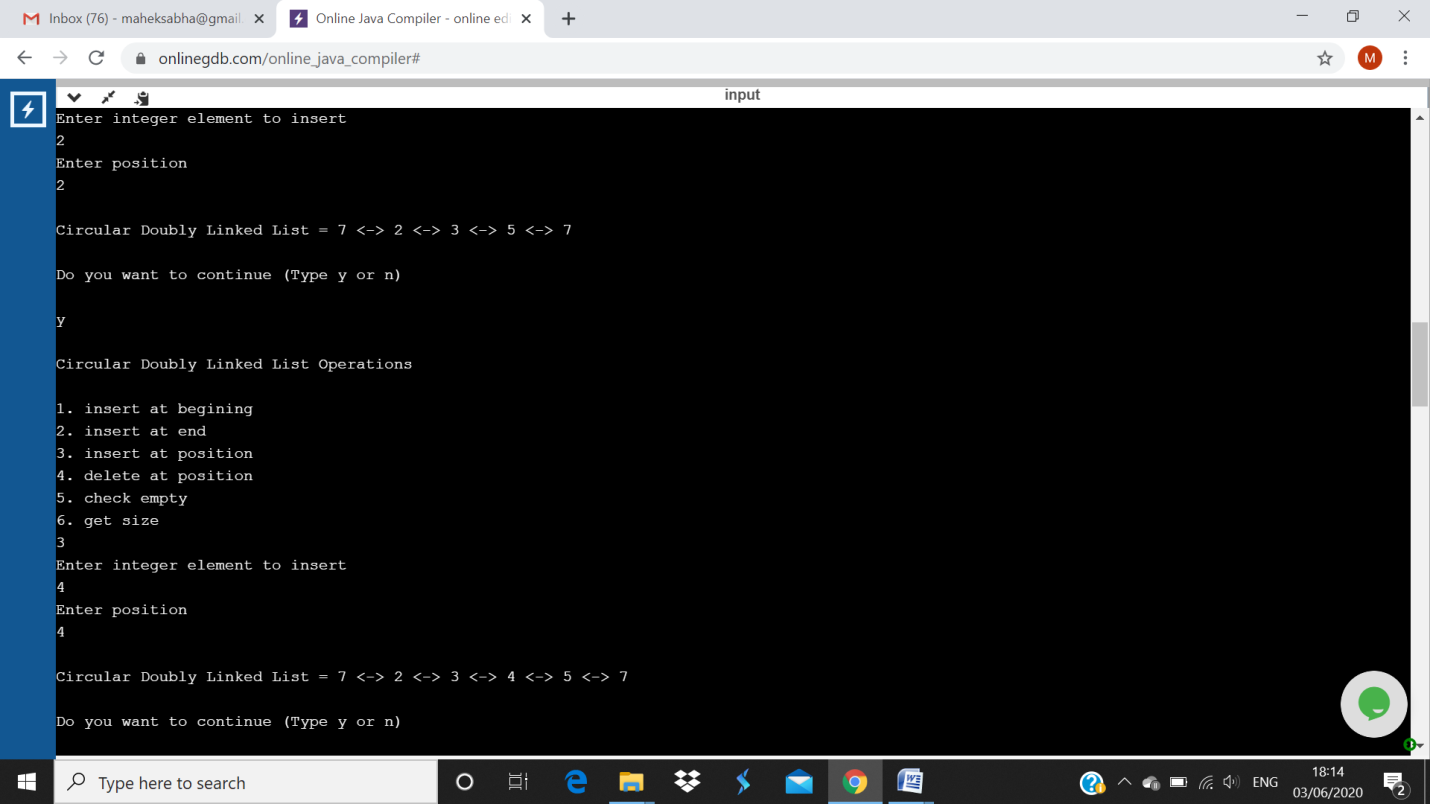 Inbox (76) - maheksabha@gmail.
Online Java Compiler - online edi
onlinegdb.com/online_java_compiler#
M
input
Enter integer element to insert
2
Enter position
2
Circular Doubly Linked List = 7 <-> 2 <-> 3 <-> 5 <-> 7
Do you want to continue (Type y or n)
y
Circular Doubly Linked List Operations
1. insert at begining
2. insert at end
3. insert at position
4. delete at position
5. check empty
6. get size
3
Enter integer element to insert
4
Enter position
4
Circular Doubly Linked List = 7 <-> 2 <-> 3 <-> 4 <-> 5 <-> 7
Do you want to continue (Type y or n)
Type here to search
ENG
18:14
03/06/2020
2